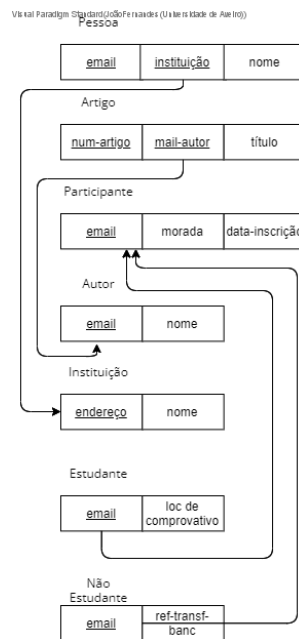 Visual Paradigm Standard(João Fernandes (Universidade de Aveiro))
Pessoa
email instituição nome
Artigo
num-artigo mail-autor título
Participante
email morada data-inscrição
Autor
email nome
Instituição
endereço nome
Estudante
email loc de
comprovativo
Não
Estudante
email ref-transf-
banc